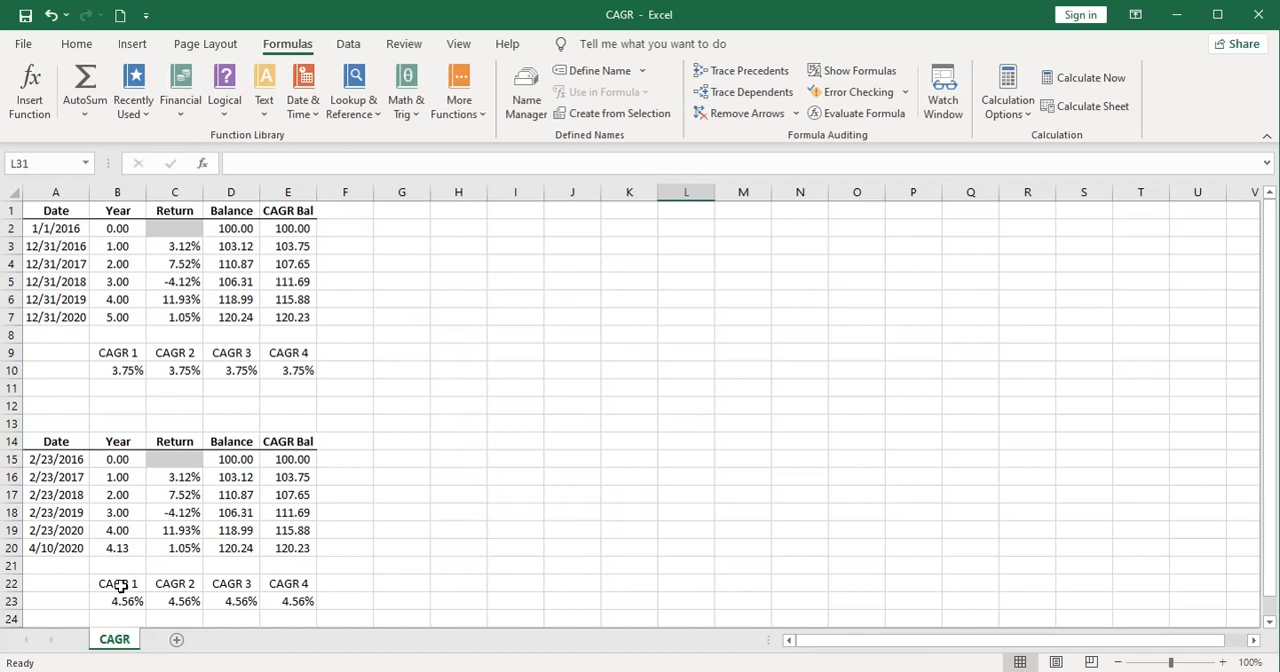 CAGR - Excel
Sign in
File Home Insert Page Layout Formulas Data Review View Help Tell me what you want to do Share
Insert Function
AutoSum
Recently Used
Financial
Logical
Text
Date & Time
Lookup & Reference
Math & Trig
More Functions
Function Library
Name Manager
Define Name
Use in Formula
Create from Selection
Defined Names
Trace Precedents
Trace Dependents
Remove Arrows
Show Formulas
Error Checking
Evaluate Formula
Formula Auditing
Watch Window
Calculation Options
Calculate Now
Calculate Sheet
Calculation
L31 fx
A B C D E F G H I J K L M N O P Q R S T U V
1 Date Year Return Balance CAGR Bal
2 1/1/2016 0.00 100.00 100.00
3 12/31/2016 1.00 3.12% 103.12 103.75
4 12/31/2017 2.00 7.52% 110.87 107.65
5 12/31/2018 3.00 -4.12% 106.31 111.69
6 12/31/2019 4.00 11.93% 118.99 115.88
7 12/31/2020 5.00 1.05% 120.24 120.23
8
9 CAGR 1 CAGR 2 CAGR 3 CAGR 4
10 3.75% 3.75% 3.75% 3.75%
11
12
13
14 Date Year Return Balance CAGR Bal
15 2/23/2016 0.00 100.00 100.00
16 2/23/2017 1.00 3.12% 103.12 103.75
17 2/23/2018 2.00 7.52% 110.87 107.65
18 2/23/2019 3.00 -4.12% 106.31 111.69
19 2/23/2020 4.00 11.93% 118.99 115.88
20 4/10/2020 4.13 1.05% 120.24 120.23
21
22 CAGR 1 CAGR 2 CAGR 3 CAGR 4
23 4.56% 4.56% 4.56% 4.56%
24
CAGR
Ready
100%